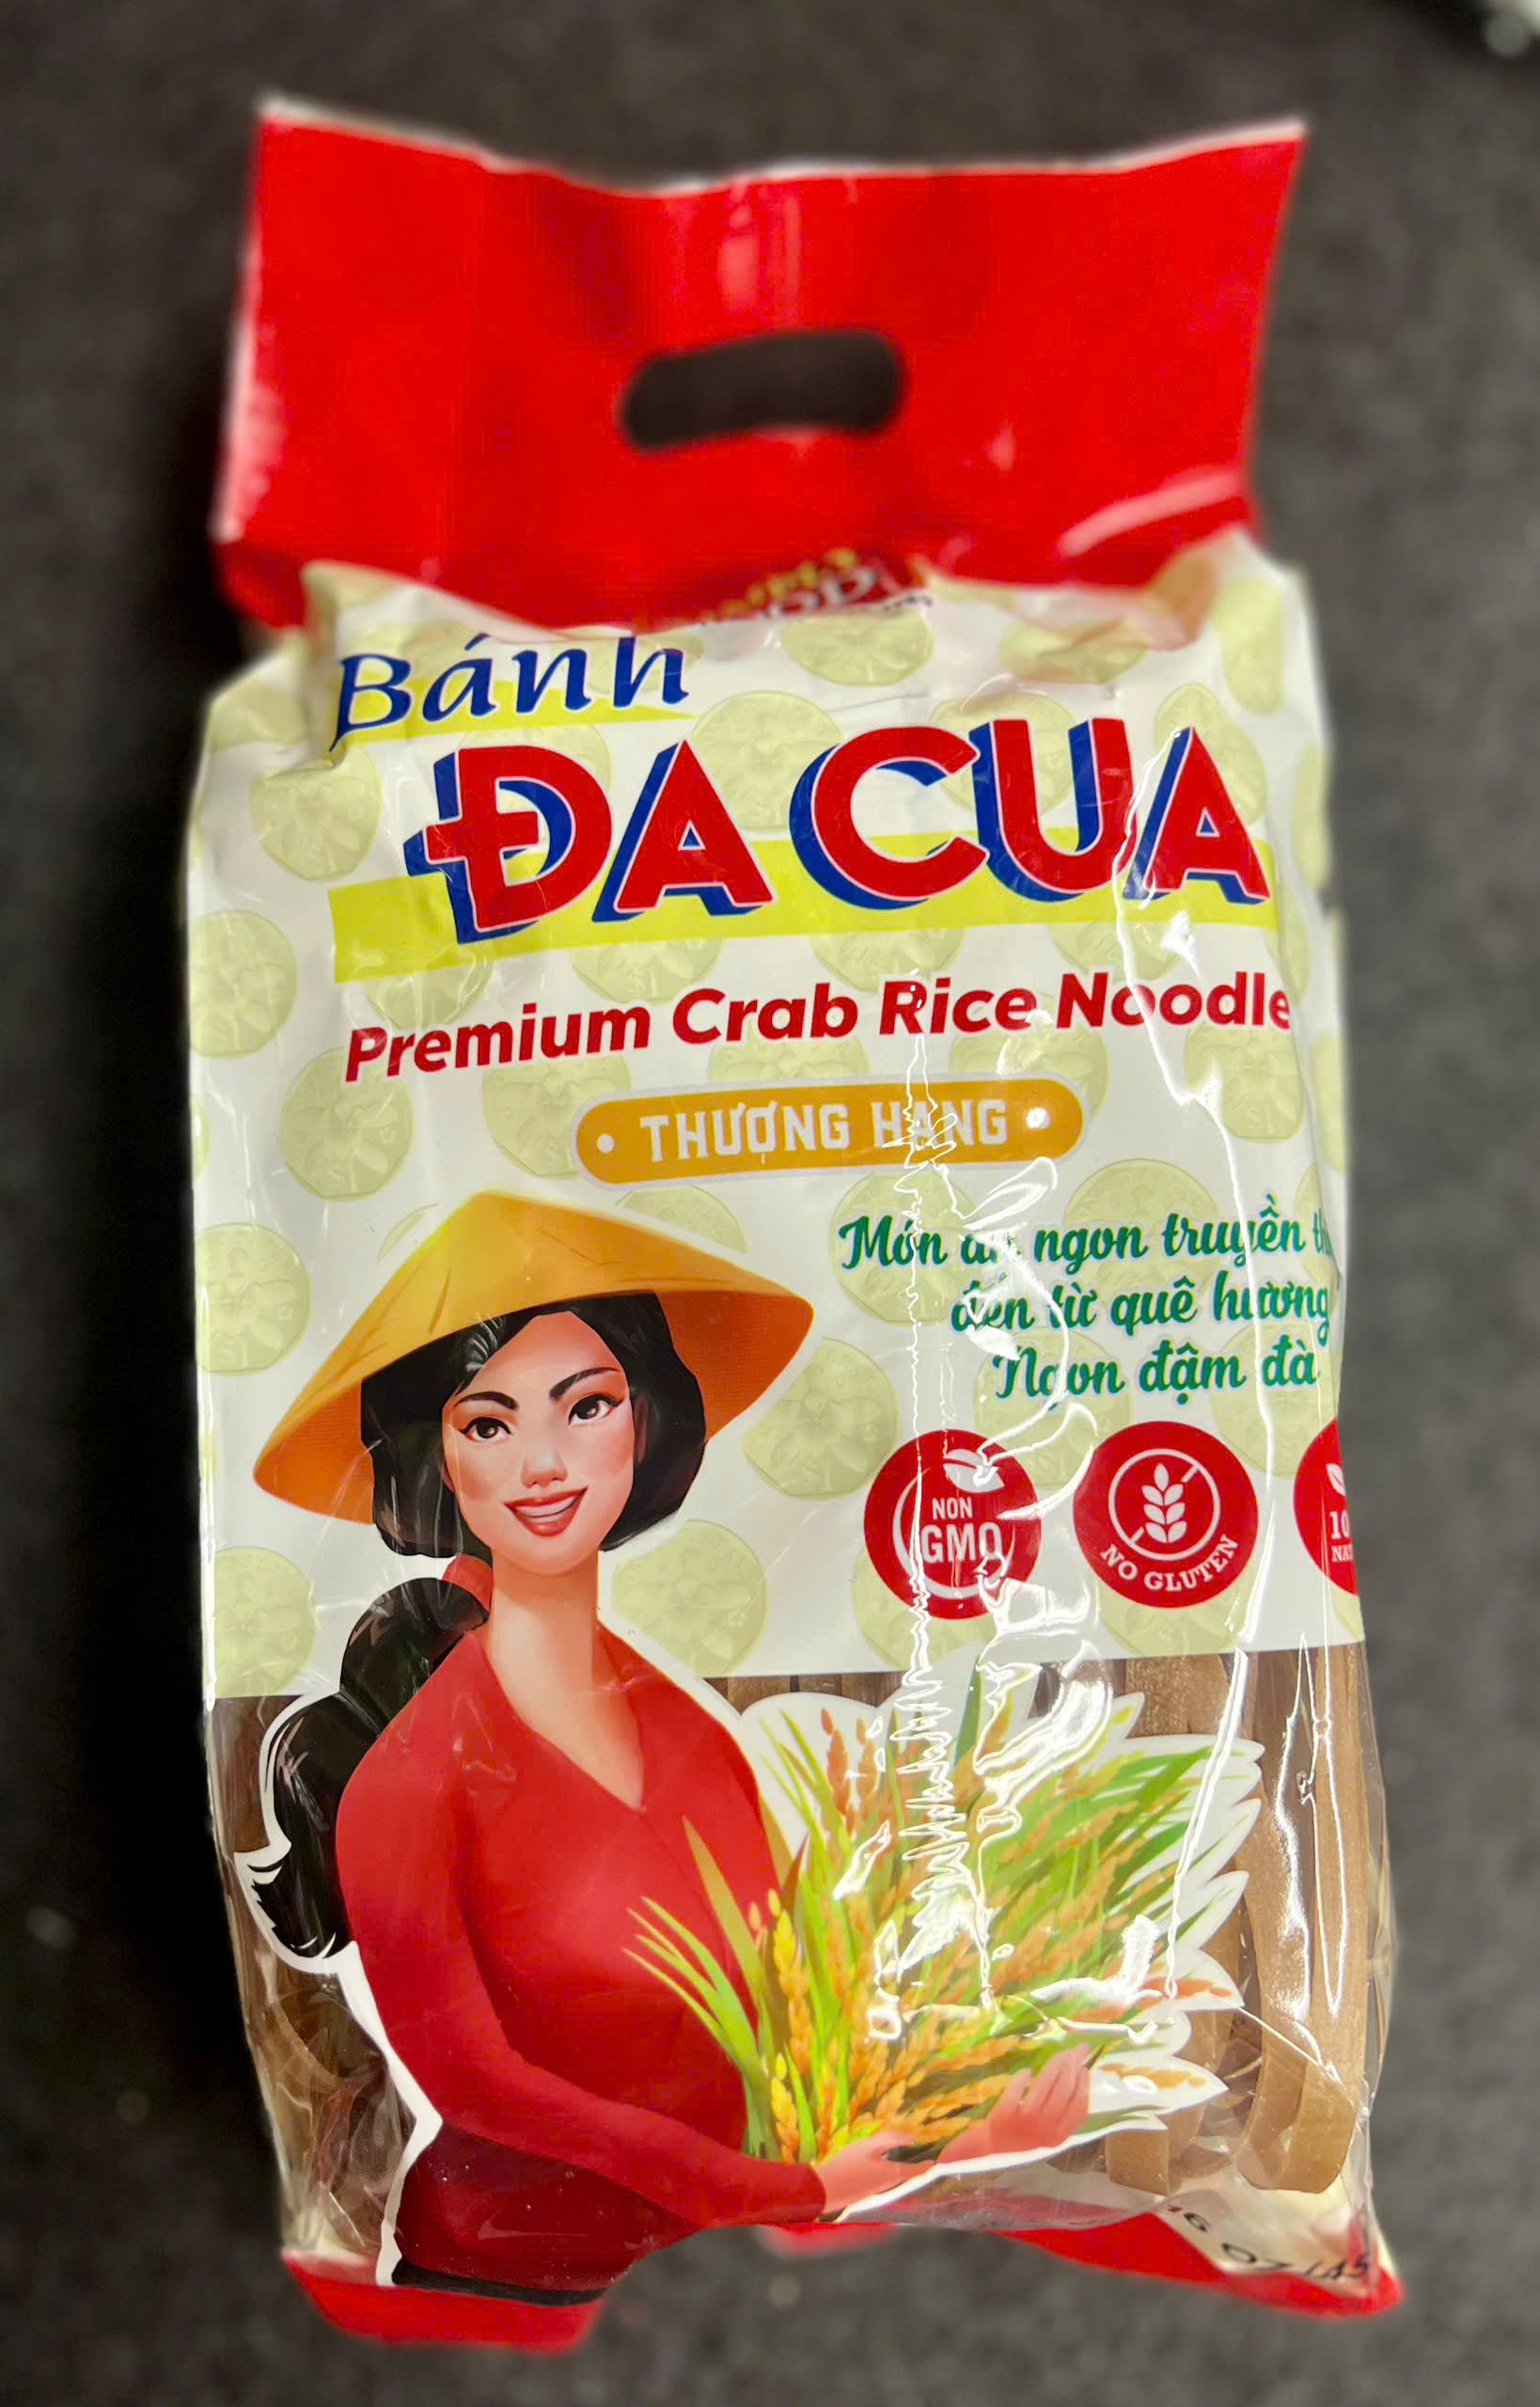 Bánh
ĐA CUA
Premium Crab Rice Noodle
THƯỢNG HẠNG
Món ăn ngon truyền
đến từ quê hương
Ngon đậm đà
NON
GMO
NO GLUTEN